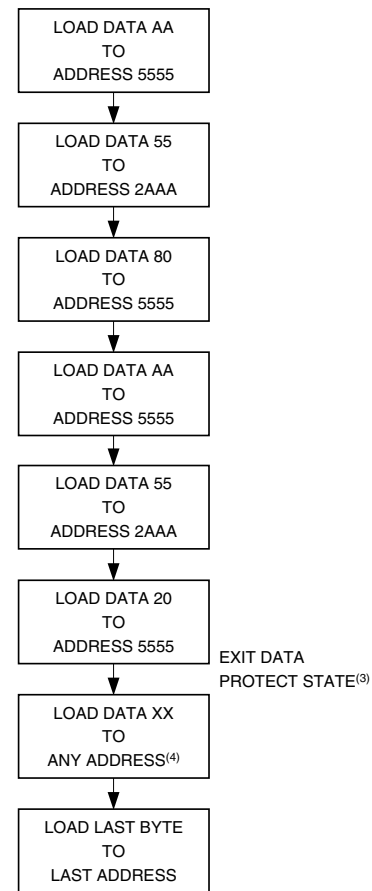 LOAD DATA AA
TO
ADDRESS 5555
LOAD DATA 55
TO
ADDRESS 2AAA
LOAD DATA 80
TO
ADDRESS 5555
LOAD DATA AA
TO
ADDRESS 5555
LOAD DATA 55
TO
ADDRESS 2AAA
LOAD DATA 20
TO
ADDRESS 5555
EXIT DATA
PROTECT STATE(3)
LOAD DATA XX
TO
ANY ADDRESS(4)
LOAD LAST BYTE
TO
LAST ADDRESS